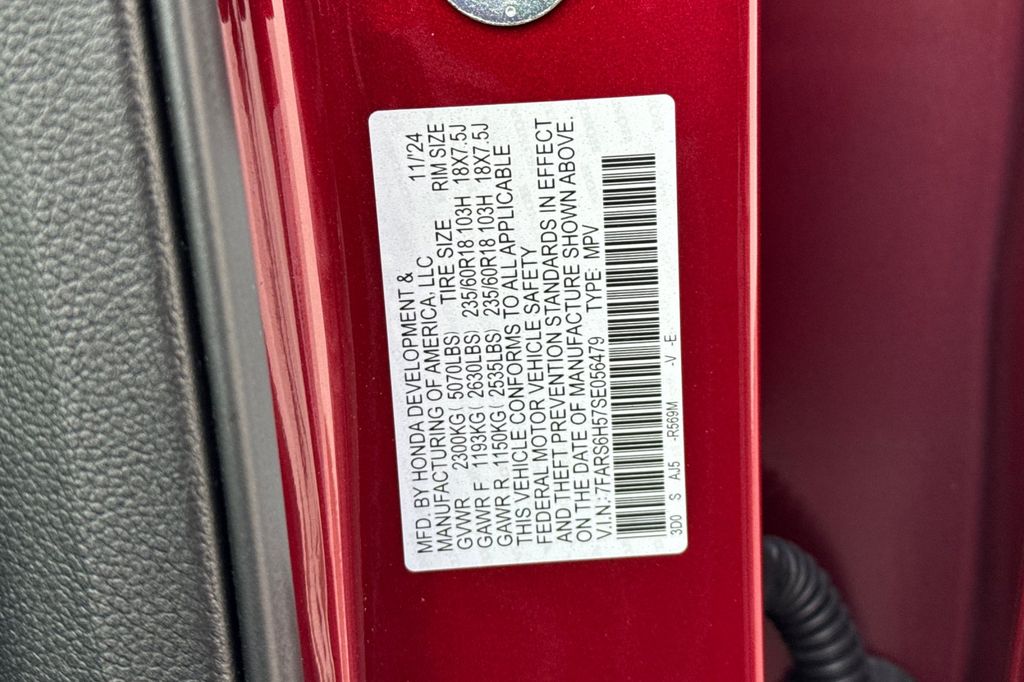 MFD. BY HONDA DEVELOPMENT & 11/'24
MANUFACTURING OF AMERICA, LLC
GVWR 2300KG( 5070LBS) TIRE SIZE RIM SIZE
GAWR F 1193KG( 2630LBS) 235/60R18 103H 18X7.5J
GAWR R 1150KG( 2535LBS) 235/60R18 103H 18X7.5J
THIS VEHICLE CONFORMS TO ALL APPLICABLE
FEDERAL MOTOR VEHICLE SAFETY
AND THEFT PREVENTION STANDARDS IN EFFECT
ON THE DATE OF MANUFACTURE SHOWN ABOVE.
V.I.N.: 7FARS6H57SE056479 TYPE: MPV
3D0 S AJ5 -R569M -V -E